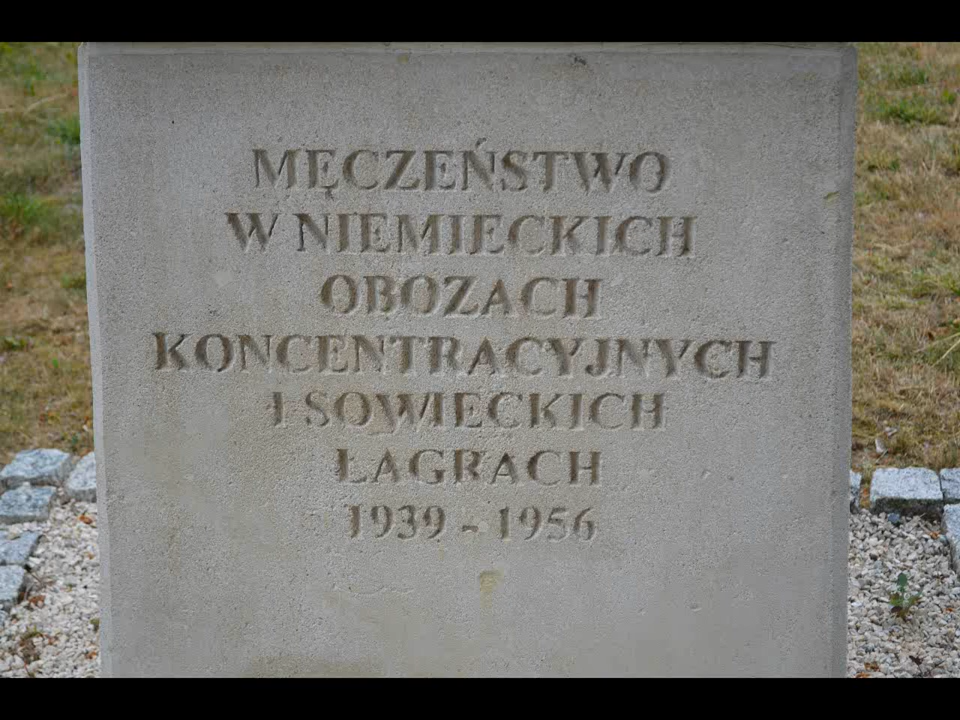 MĘCZEŃSTWO
W NIEMIECKICH
OBOZACH
KONCENTRACYJNYCH
I SOWIECKICH
ŁAGRACH
1939 - 1956